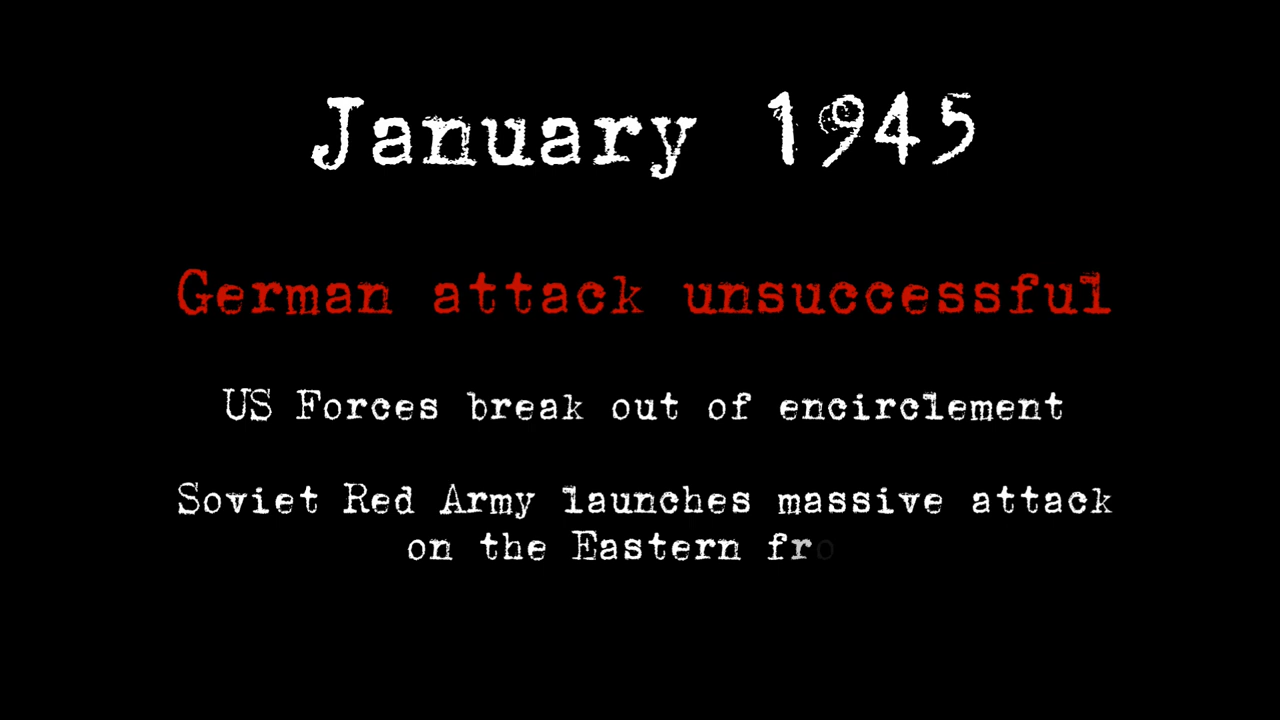 January 1945
German attack unsuccessful
US Forces break out of encirclement
Soviet Red Army launches massive attack
on the Eastern fro